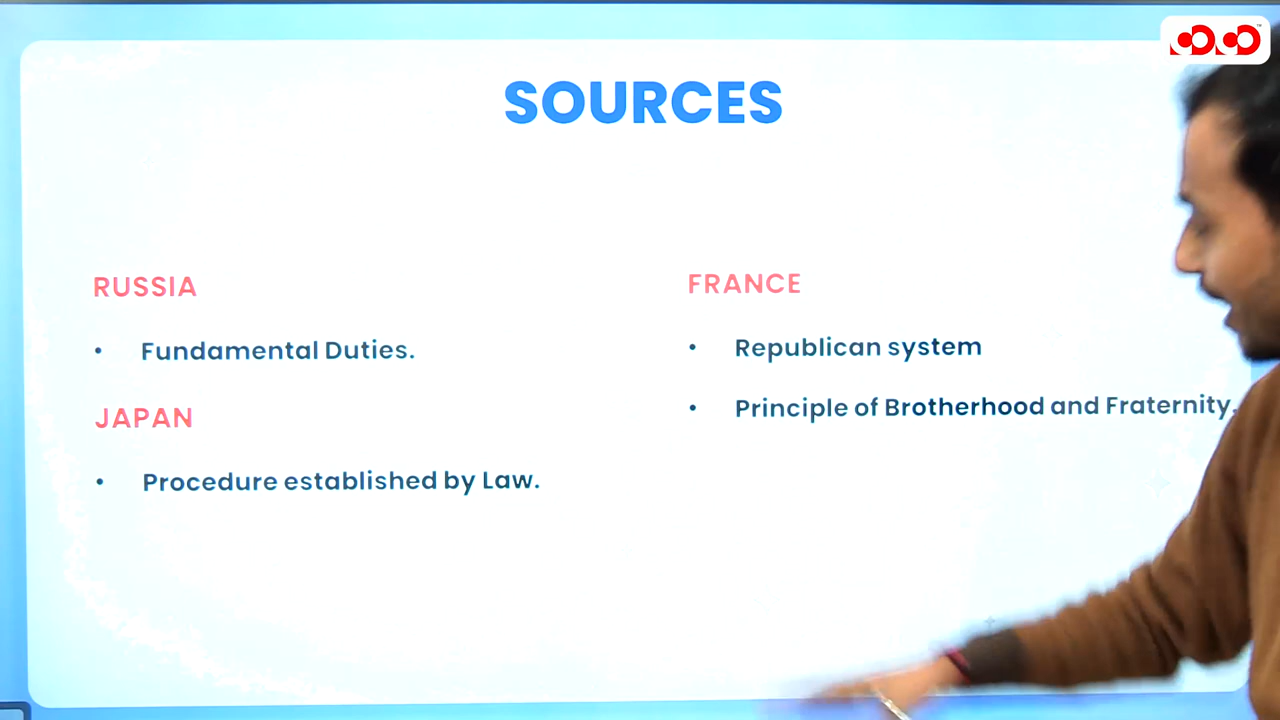 SOURCES
RUSSIA
• Fundamental Duties.
JAPAN
• Procedure established by Law.
FRANCE
• Republican system
• Principle of Brotherhood and Fraternity.